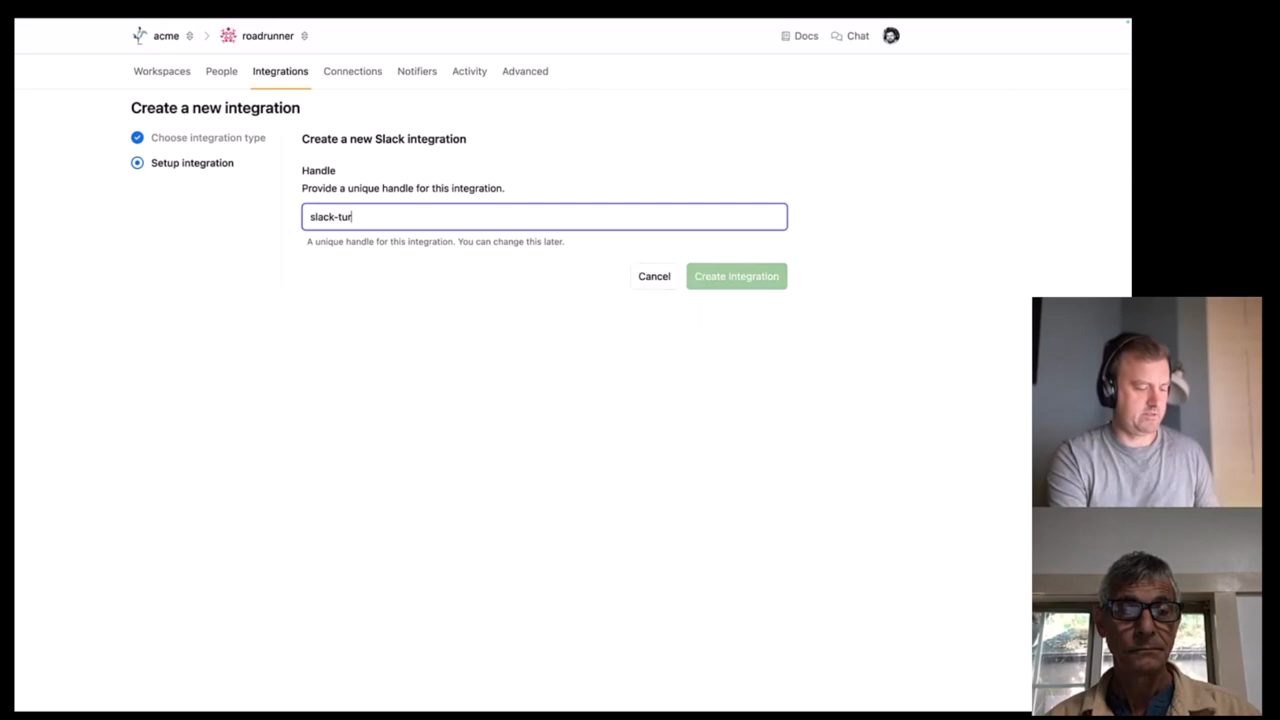 acme roadrunner Docs Chat
Workspaces People Integrations Connections Notifiers Activity Advanced
Create a new integration
Choose integration type
Setup integration
Create a new Slack integration
Handle
Provide a unique handle for this integration.
slack-tur
A unique handle for this integration. You can change this later.
Cancel Create Integration